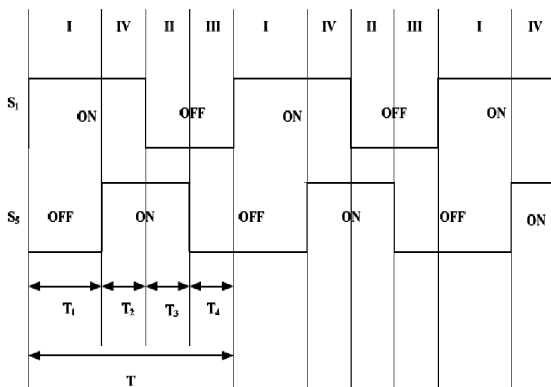 I IV II III I IV II III I IV
S₁ ON OFF ON OFF ON
S₅ OFF ON OFF ON OFF ON
T₁ T₂ T₃ T₄
T